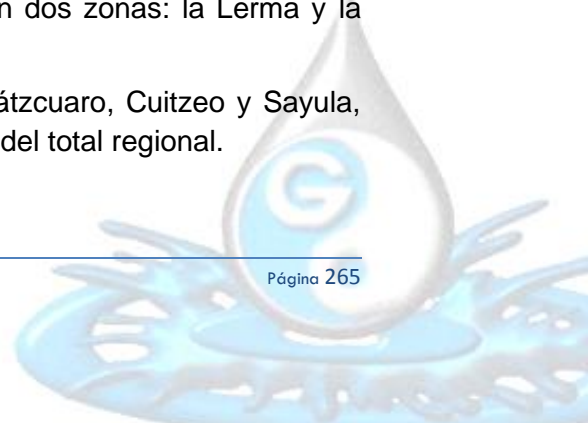 n dos zonas: la Lerma y la
átzcuaro, Cuitzeo y Sayula,
del total regional.
G
Página 265